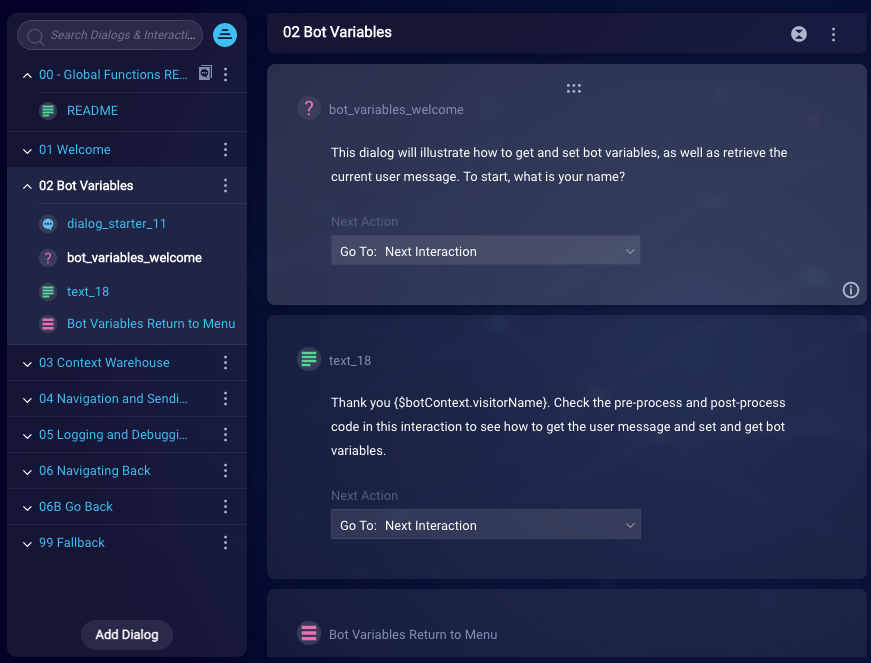 Search Dialogs & Interacti...
00 - Global Functions RE...
README
01 Welcome
02 Bot Variables
dialog_starter_11
? bot_variables_welcome
text_18
Bot Variables Return to Menu
03 Context Warehouse
04 Navigation and Sendi...
05 Logging and Debuggi...
06 Navigating Back
06B Go Back
99 Fallback
Add Dialog
02 Bot Variables
? bot_variables_welcome
This dialog will illustrate how to get and set bot variables, as well as retrieve the
current user message. To start, what is your name?
Next Action
Go To: Next Interaction
text_18
Thank you {$botContext.visitorName}. Check the pre-process and post-process
code in this interaction to see how to get the user message and set and get bot
variables.
Next Action
Go To: Next Interaction
Bot Variables Return to Menu